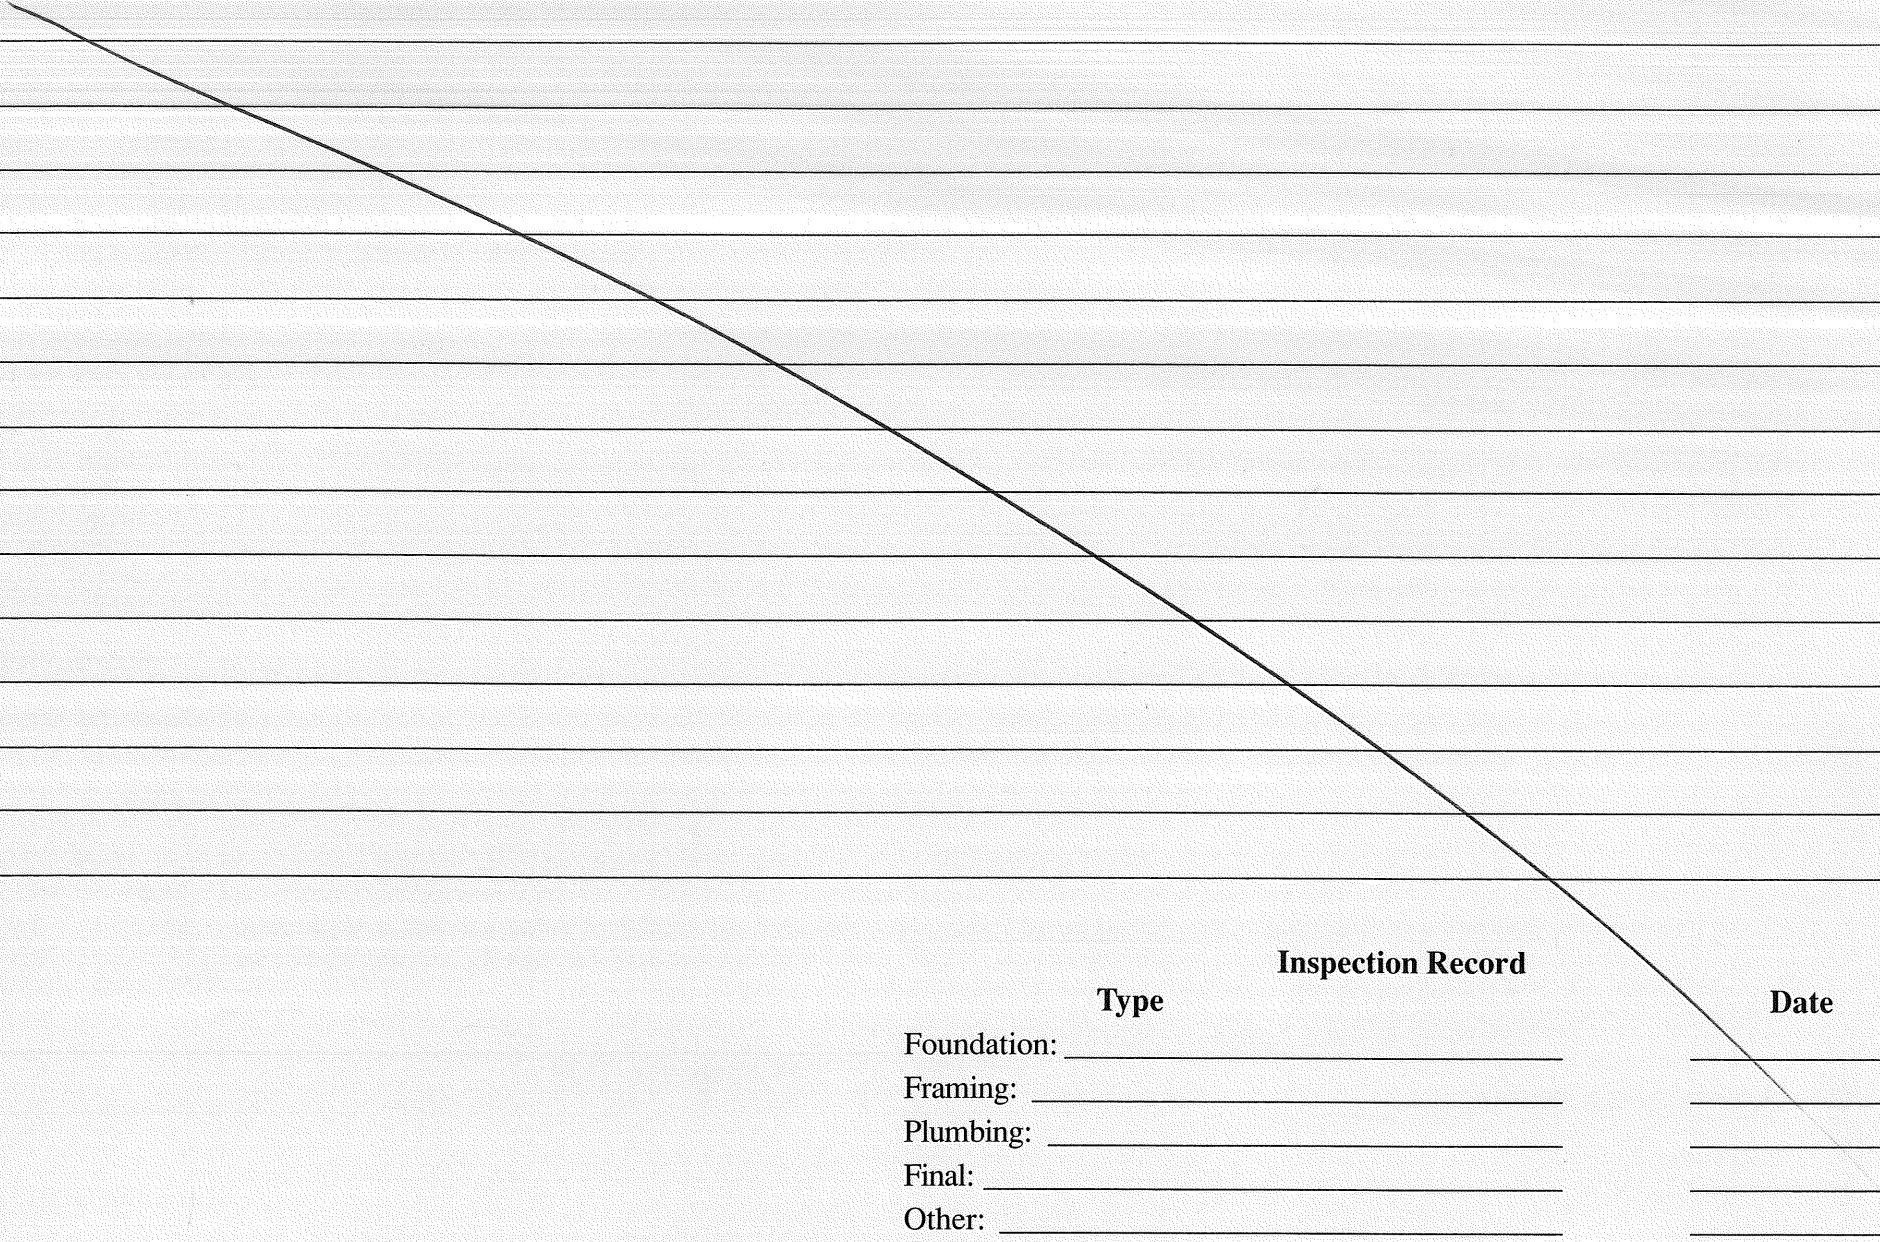 Inspection Record
Type Date
Foundation:
Framing:
Plumbing:
Final:
Other: